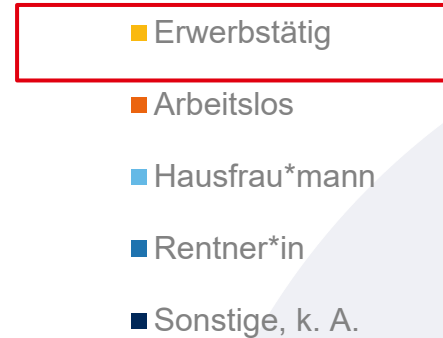 Erwerbstätig
Arbeitslos
Hausfrau*mann
Rentner*in
Sonstige, k. A.